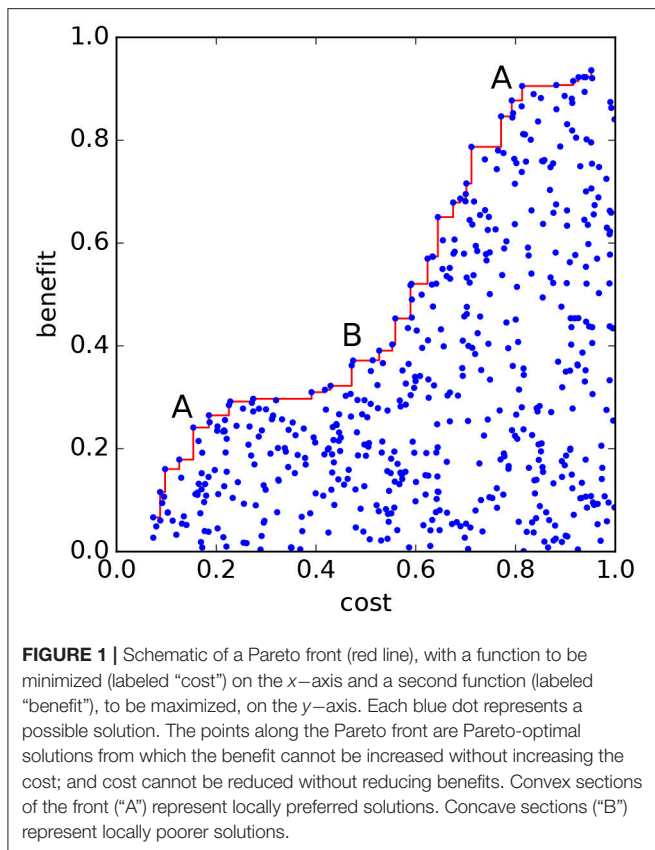 1.0
A
0.8
0.6
benefit
B
0.4
A
0.2
0.0
0.0 0.2 0.4 0.6 0.8 1.0
cost
FIGURE 1 | Schematic of a Pareto front (red line), with a function to be
minimized (labeled “cost”) on the x−axis and a second function (labeled
“benefit”), to be maximized, on the y−axis. Each blue dot represents a
possible solution. The points along the Pareto front are Pareto-optimal
solutions from which the benefit cannot be increased without increasing the
cost; and cost cannot be reduced without reducing benefits. Convex sections
of the front (“A”) represent locally preferred solutions. Concave sections (“B”)
represent locally poorer solutions.